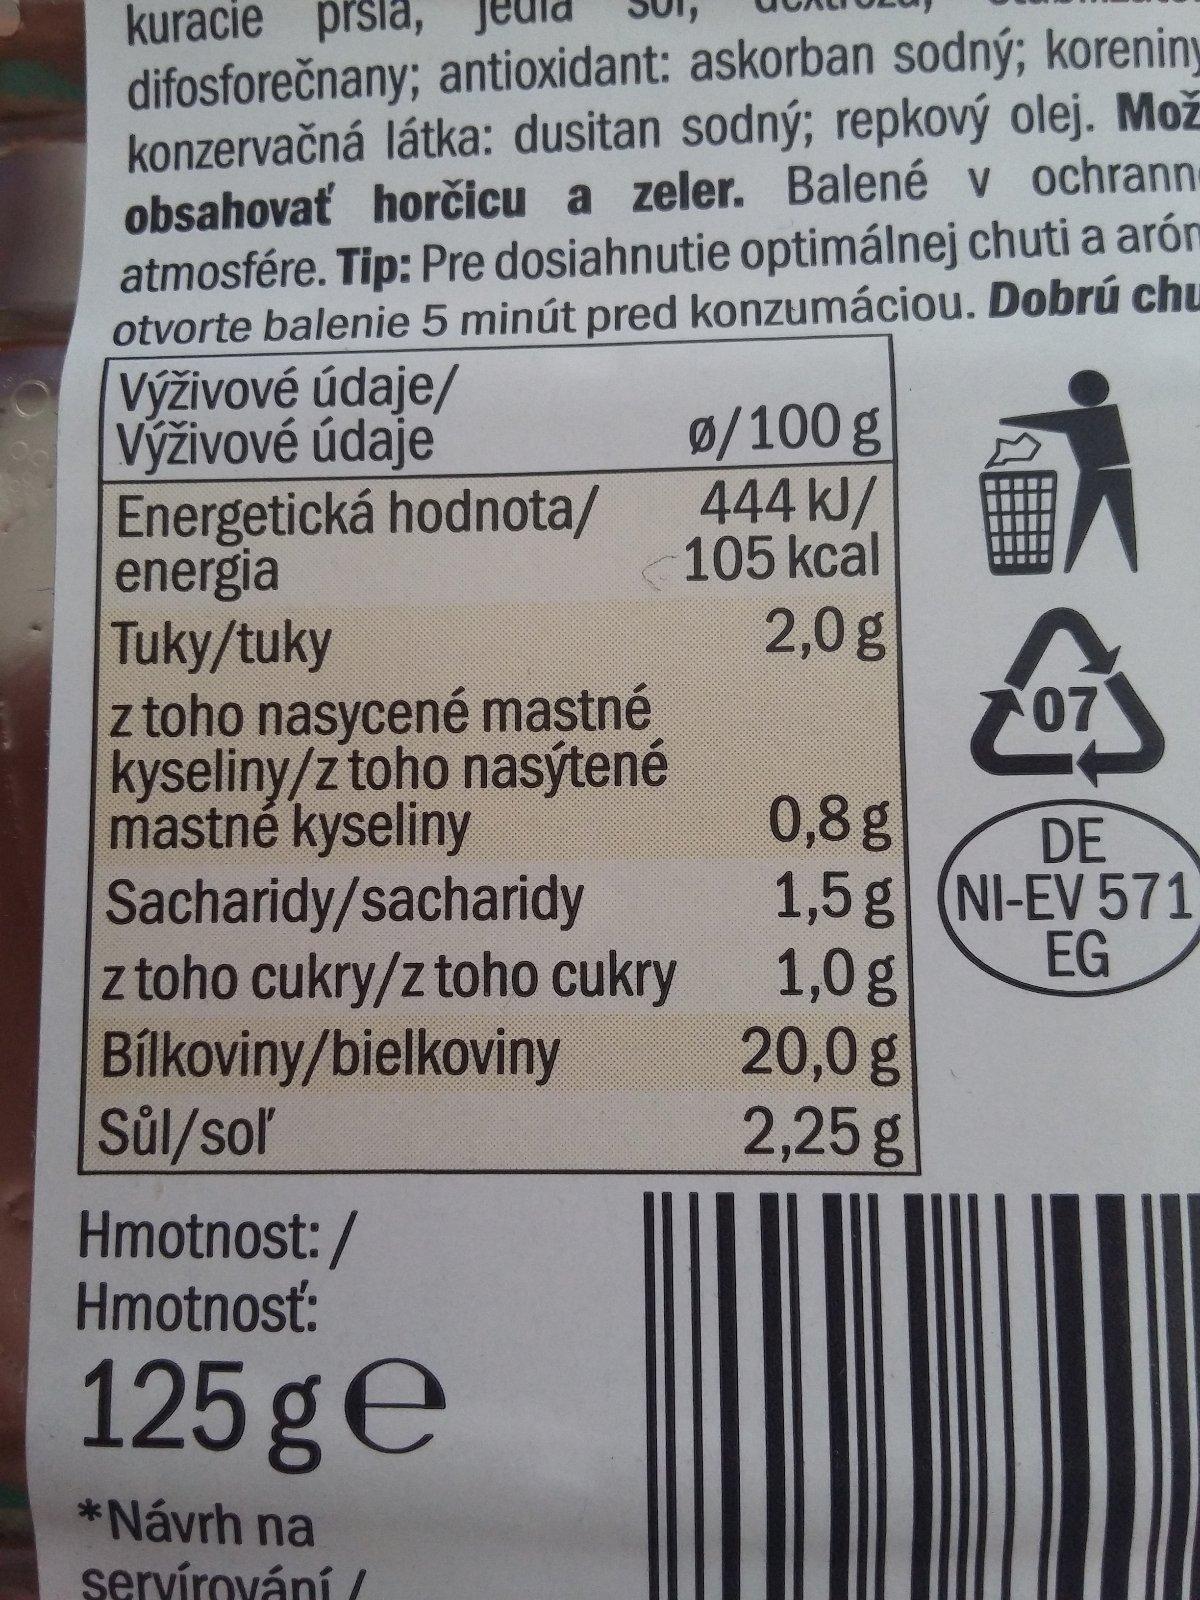 kuracie prsia, jedlá soľ, dextróza,
difosforečnany; antioxidant: askorban sodný; koreniny
konzervačná látka: dusitan sodný; repkový olej. Mož
obsahovať horčicu a zeler. Balené v ochrann
atmosfére. Tip: Pre dosiahnutie optimálnej chuti a aró
otvorte balenie 5 minút pred konzumáciou. Dobrú chu
Výživové údaje/
Výživové údaje ø/100 g
Energetická hodnota/ 444 kJ/
energia 105 kcal
Tuky/tuky 2,0 g
z toho nasycené mastné
kyseliny/z toho nasýtené
mastné kyseliny 0,8 g
Sacharidy/sacharidy 1,5 g
z toho cukry/z toho cukry 1,0 g
Bílkoviny/bielkoviny 20,0 g
Sůl/soľ 2,25 g
07
DE
NI-EV 571
EG
Hmotnost: /
Hmotnosť:
125 g e
*Návrh na
servírování /